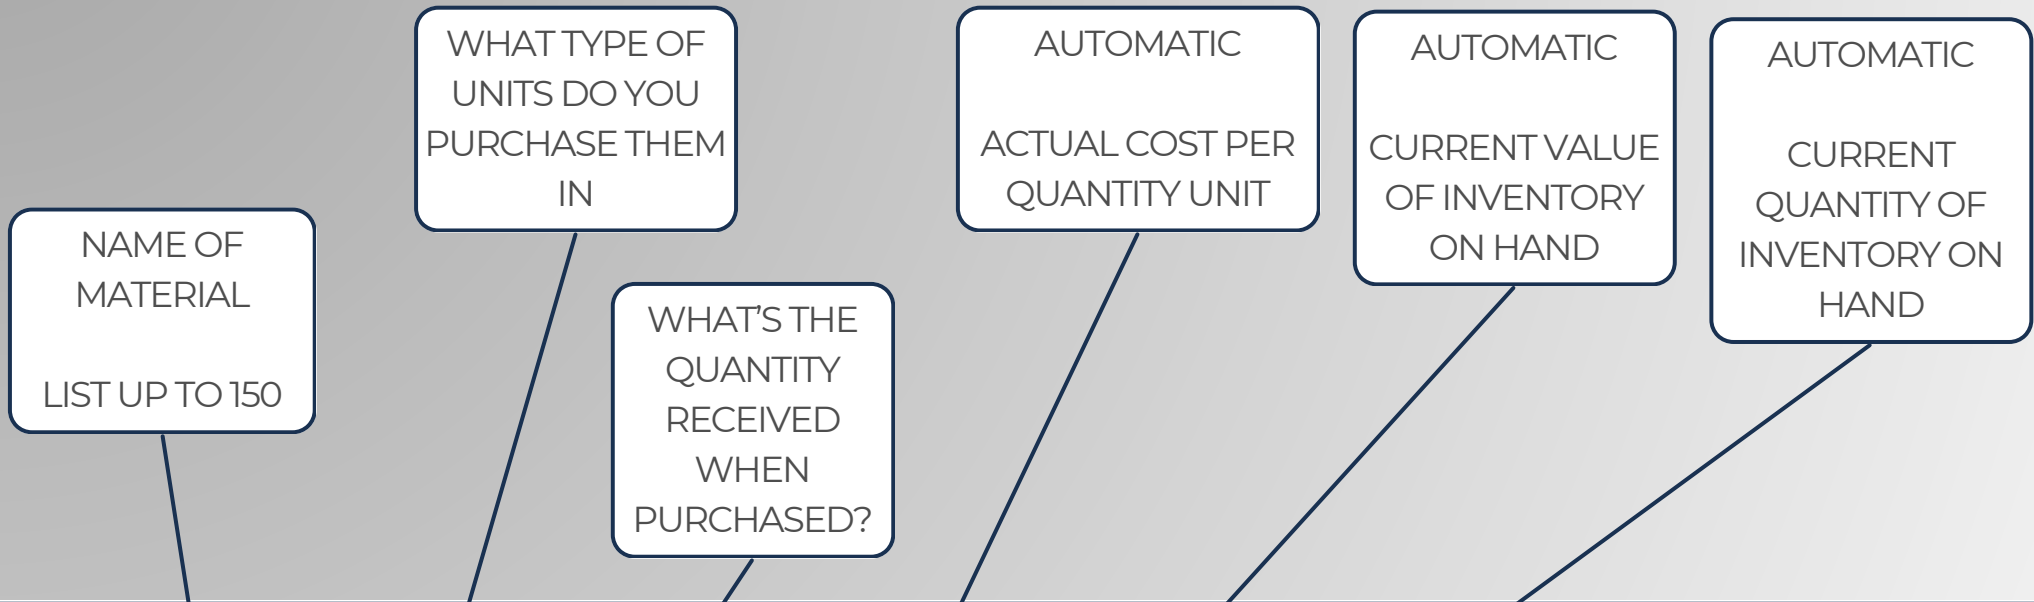 NAME OF
MATERIAL
LIST UP TO 150
WHAT TYPE OF
UNITS DO YOU
PURCHASE THEM
IN
WHAT'S THE
QUANTITY
RECEIVED
WHEN
PURCHASED?
AUTOMATIC
ACTUAL COST PER
QUANTITY UNIT
AUTOMATIC
CURRENT VALUE
OF INVENTORY
ON HAND
AUTOMATIC
CURRENT
QUANTITY OF
INVENTORY ON
HAND